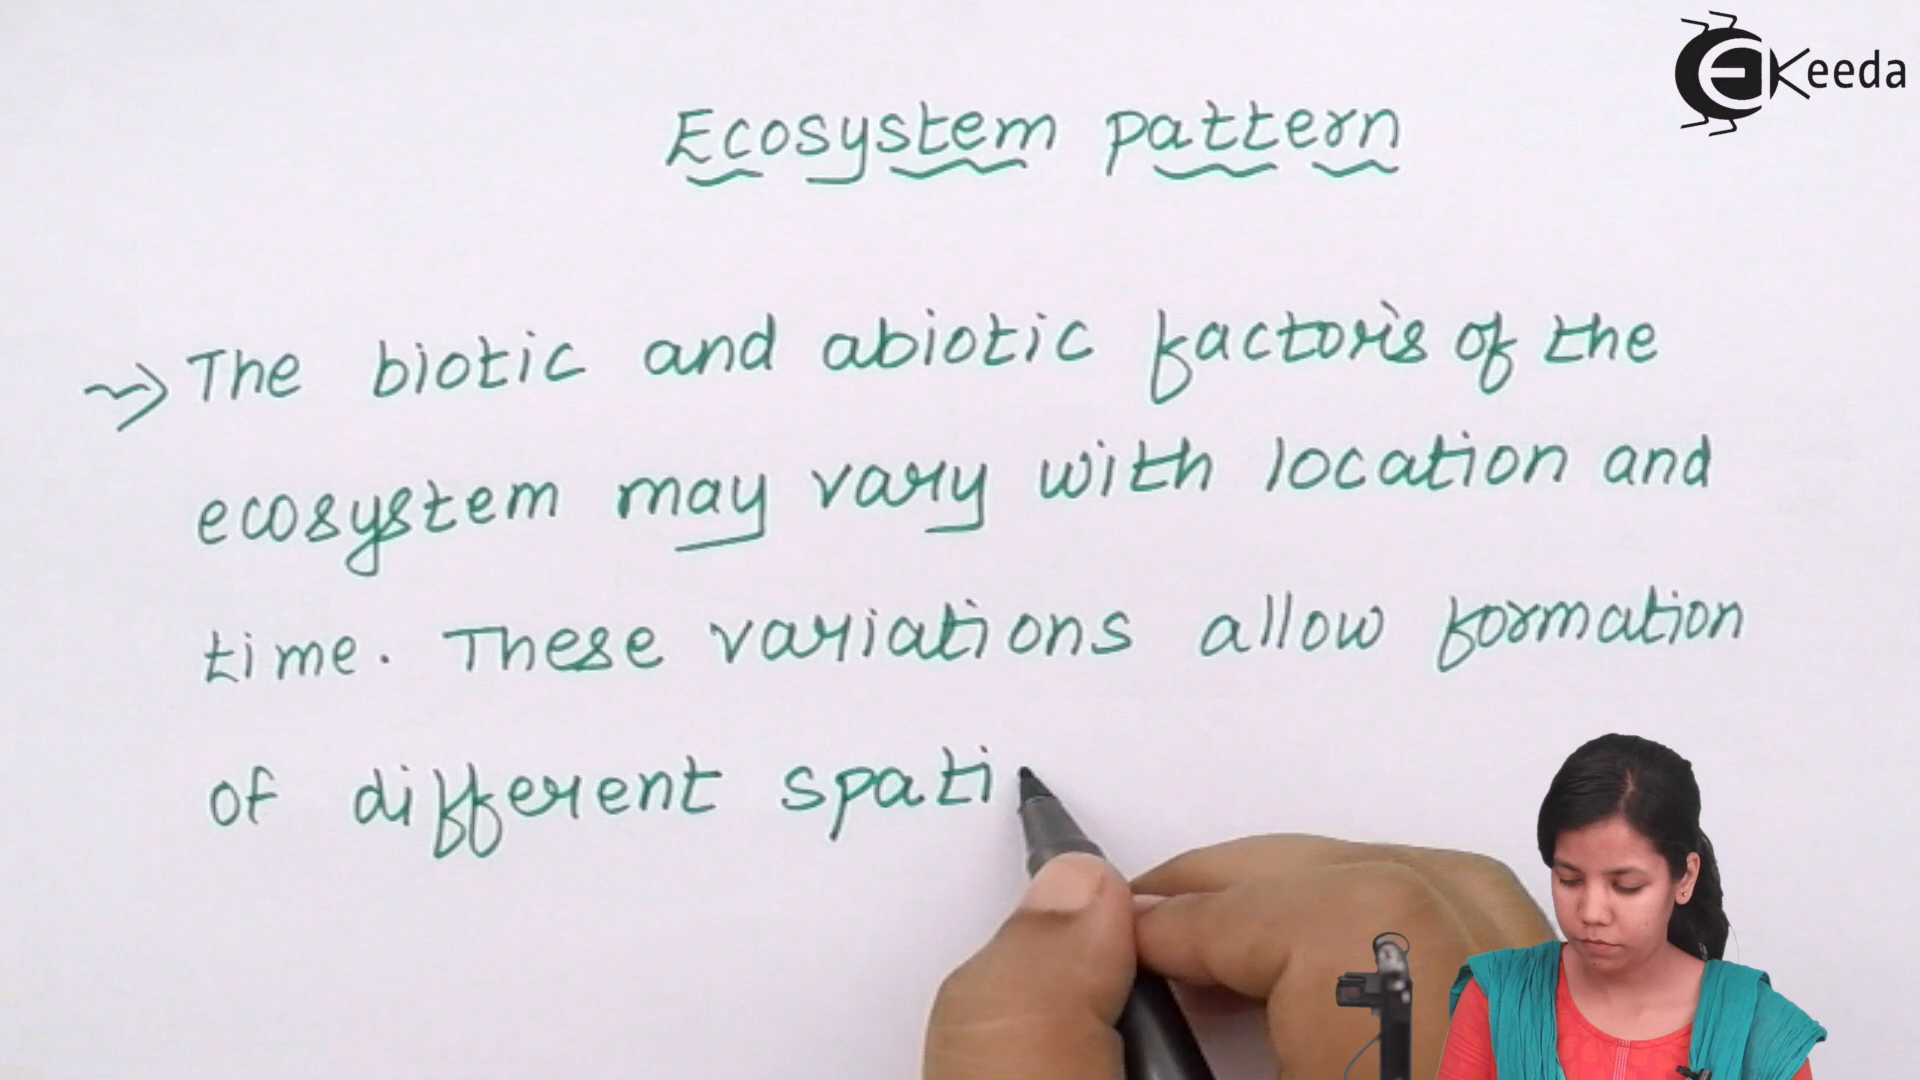 EKeeda
Ecosystem pattern
The biotic and abiotic factors of the
ecosystem may vary with location and
time. These variations allow formation
of different spati